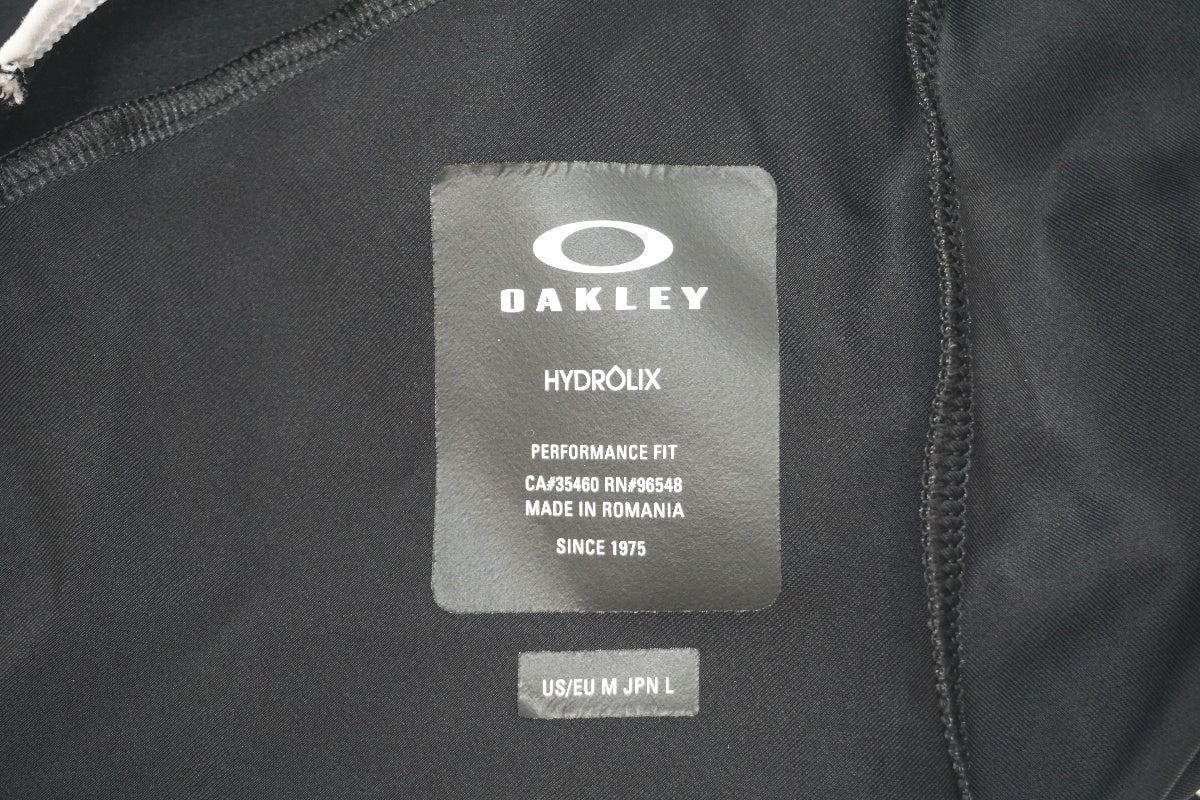 OAKLEY
HYDROLIX
PERFORMANCE FIT
CA#35460 RN#96548
MADE IN ROMANIA
SINCE 1975
US/EU M JPN L